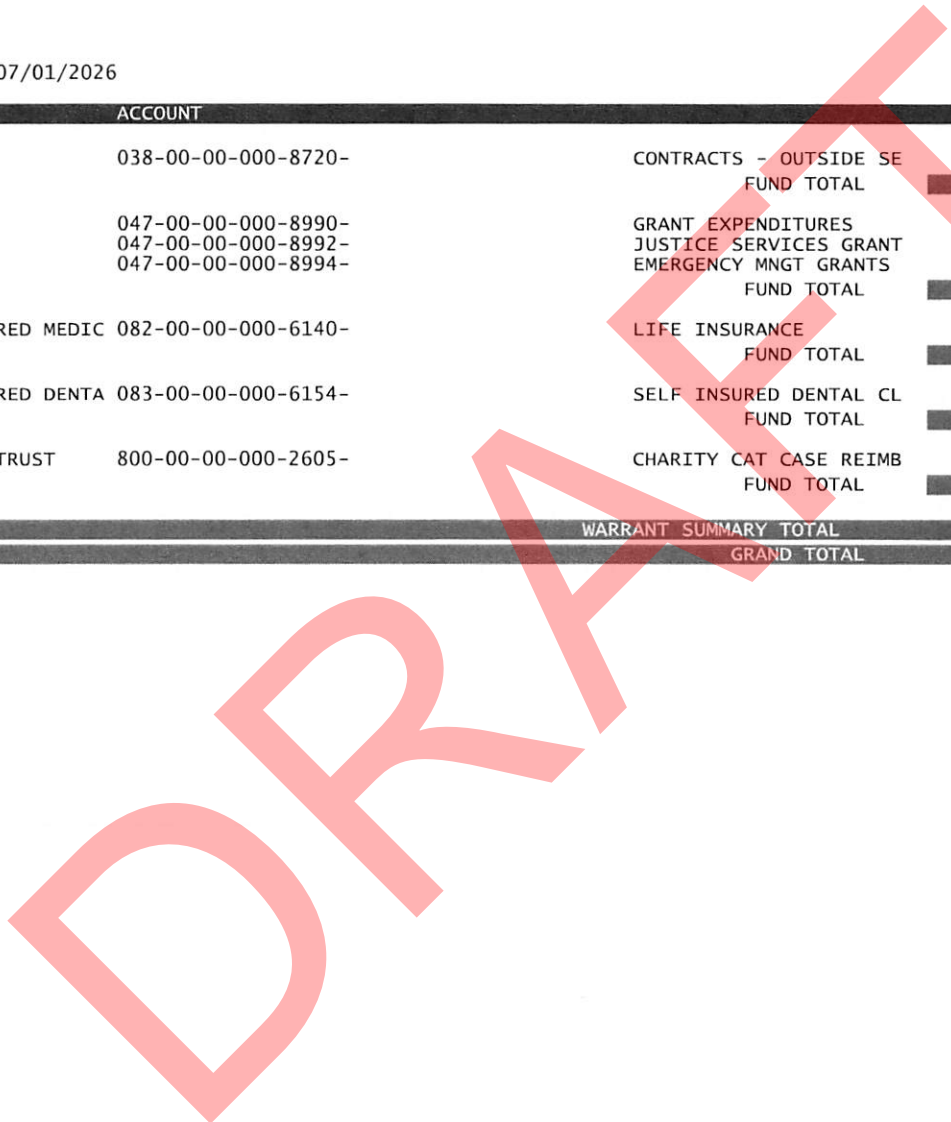 07/01/2026
ACCOUNT
038-00-00-000-8720- CONTRACTS - OUTSIDE SE
FUND TOTAL
047-00-00-000-8990- GRANT EXPENDITURES
047-00-00-000-8992- JUSTICE SERVICES GRANT
047-00-00-000-8994- EMERGENCY MNGT GRANTS
FUND TOTAL
RED MEDIC 082-00-00-000-6140- LIFE INSURANCE
FUND TOTAL
RED DENTA 083-00-00-000-6154- SELF INSURED DENTAL CL
FUND TOTAL
TRUST 800-00-00-000-2605- CHARITY CAT CASE REIMB
FUND TOTAL
WARRANT SUMMARY TOTAL
GRAND TOTAL
DRAFT